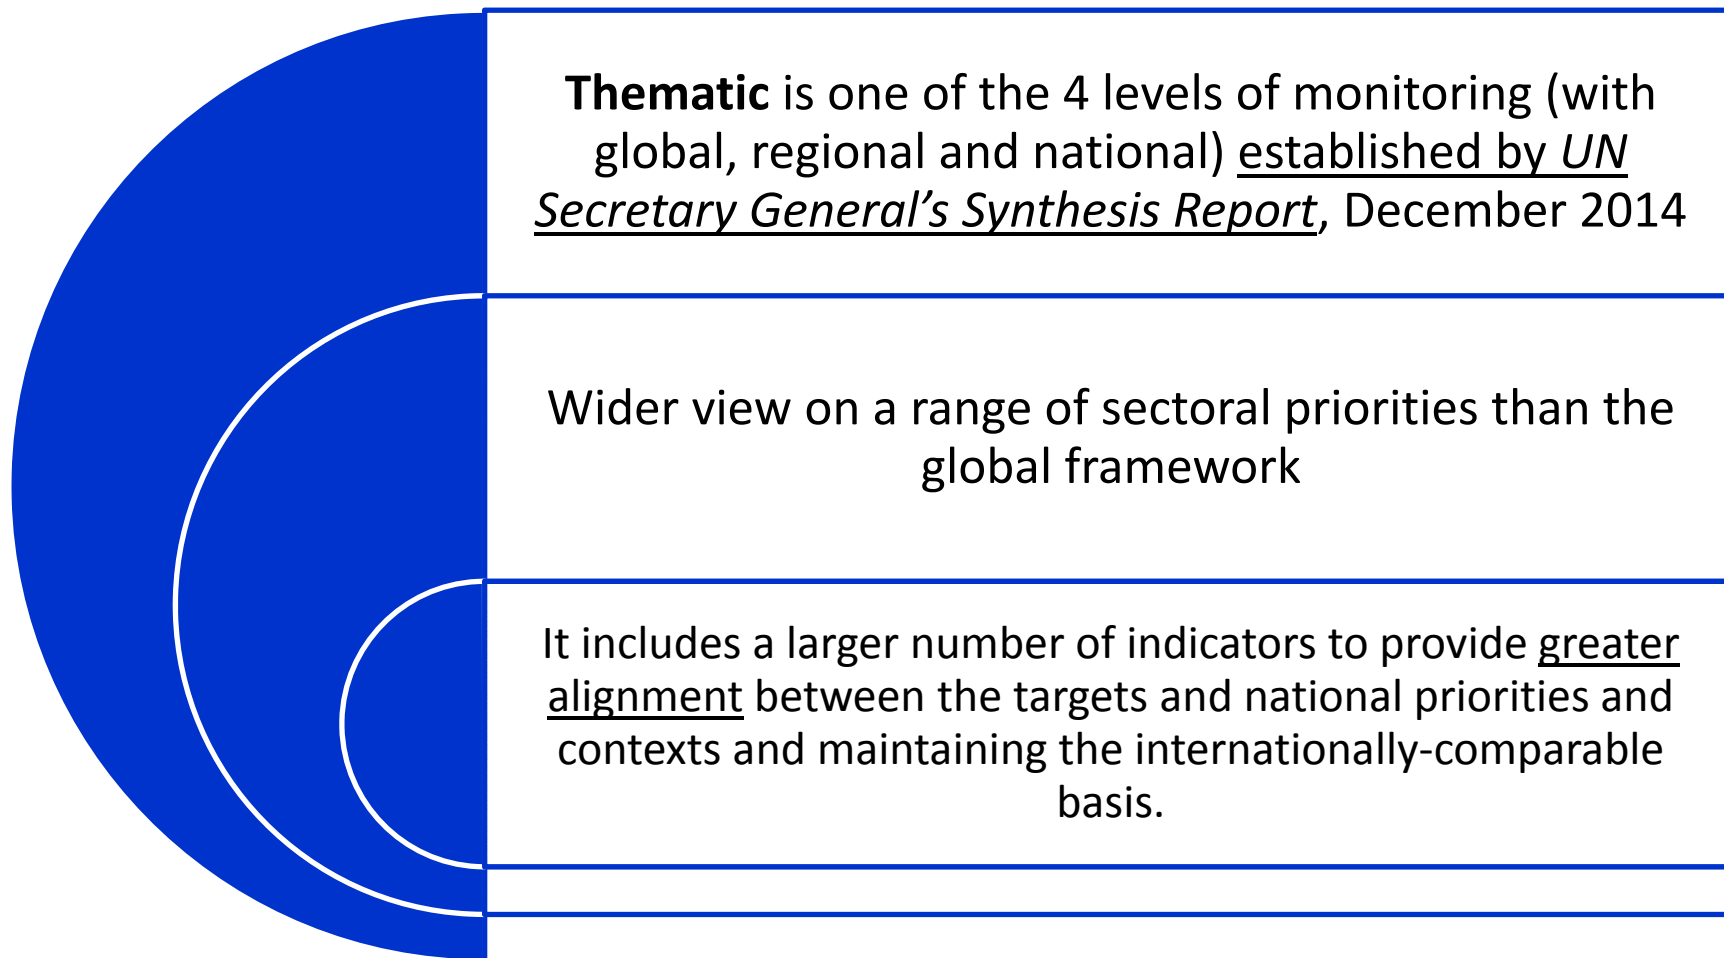 Thematic is one of the 4 levels of monitoring (with
global, regional and national) established by UN
Secretary General’s Synthesis Report, December 2014
Wider view on a range of sectoral priorities than the
global framework
It includes a larger number of indicators to provide greater
alignment between the targets and national priorities and
contexts and maintaining the internationally-comparable
basis.